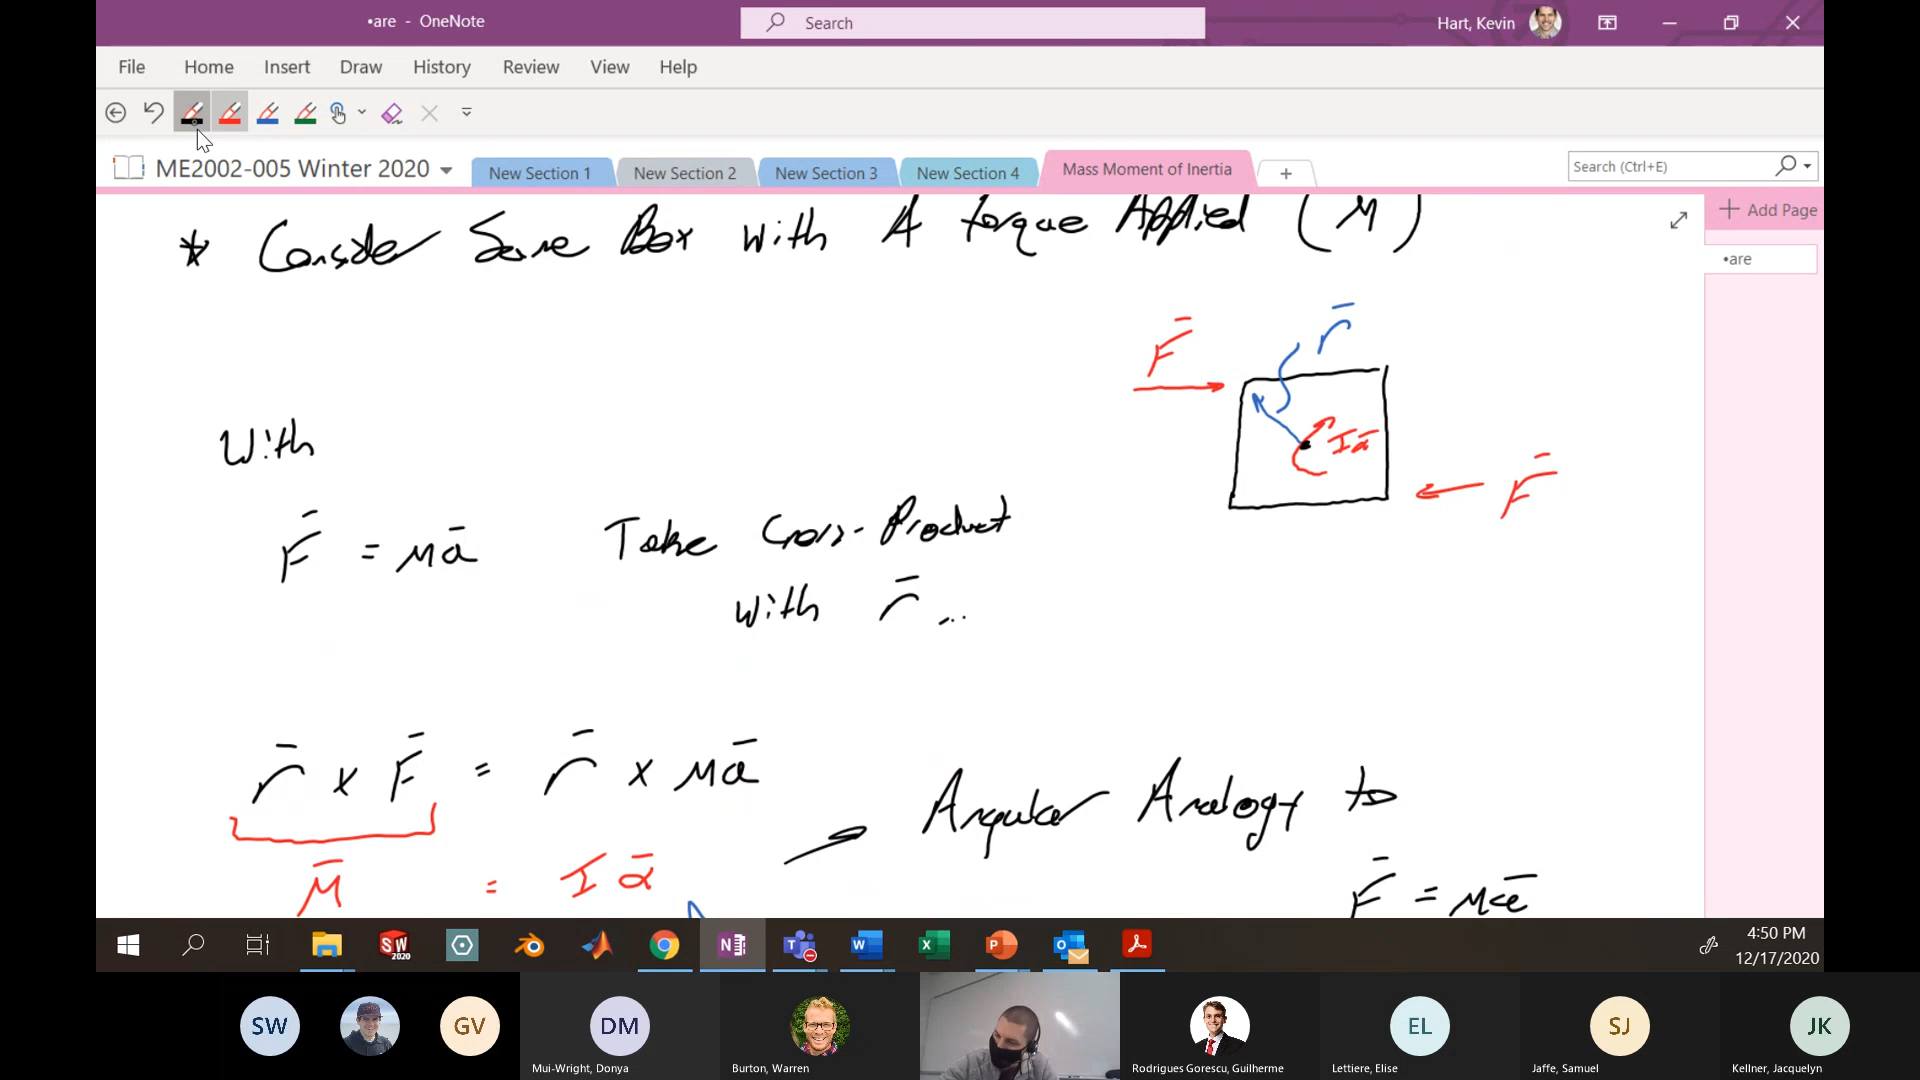 •are - OneNote
Search
Hart, Kevin
File Home Insert Draw History Review View Help
ME2002-005 Winter 2020
New Section 1 New Section 2 New Section 3 New Section 4 Mass Moment of Inertia +
Search (Ctrl+E)
+ Add Page
•are
* Consider Same Box With A torque Applied (M)
F̄ r̄
Iᾱ
F̄
With
F̄ = mā Take Cross-Product
with r̄ ...
r̄ x F̄ = r̄ x mā
Angular Analogy to
M̄ = I ᾱ
F̄ = mā
SW 2020
4:50 PM
12/17/2020
SW GV DM EL SJ JK
Mui-Wright, Donya Burton, Warren Rodrigues Gorescu, Guilherme Lettiere, Elise Jaffe, Samuel Kellner, Jacquelyn